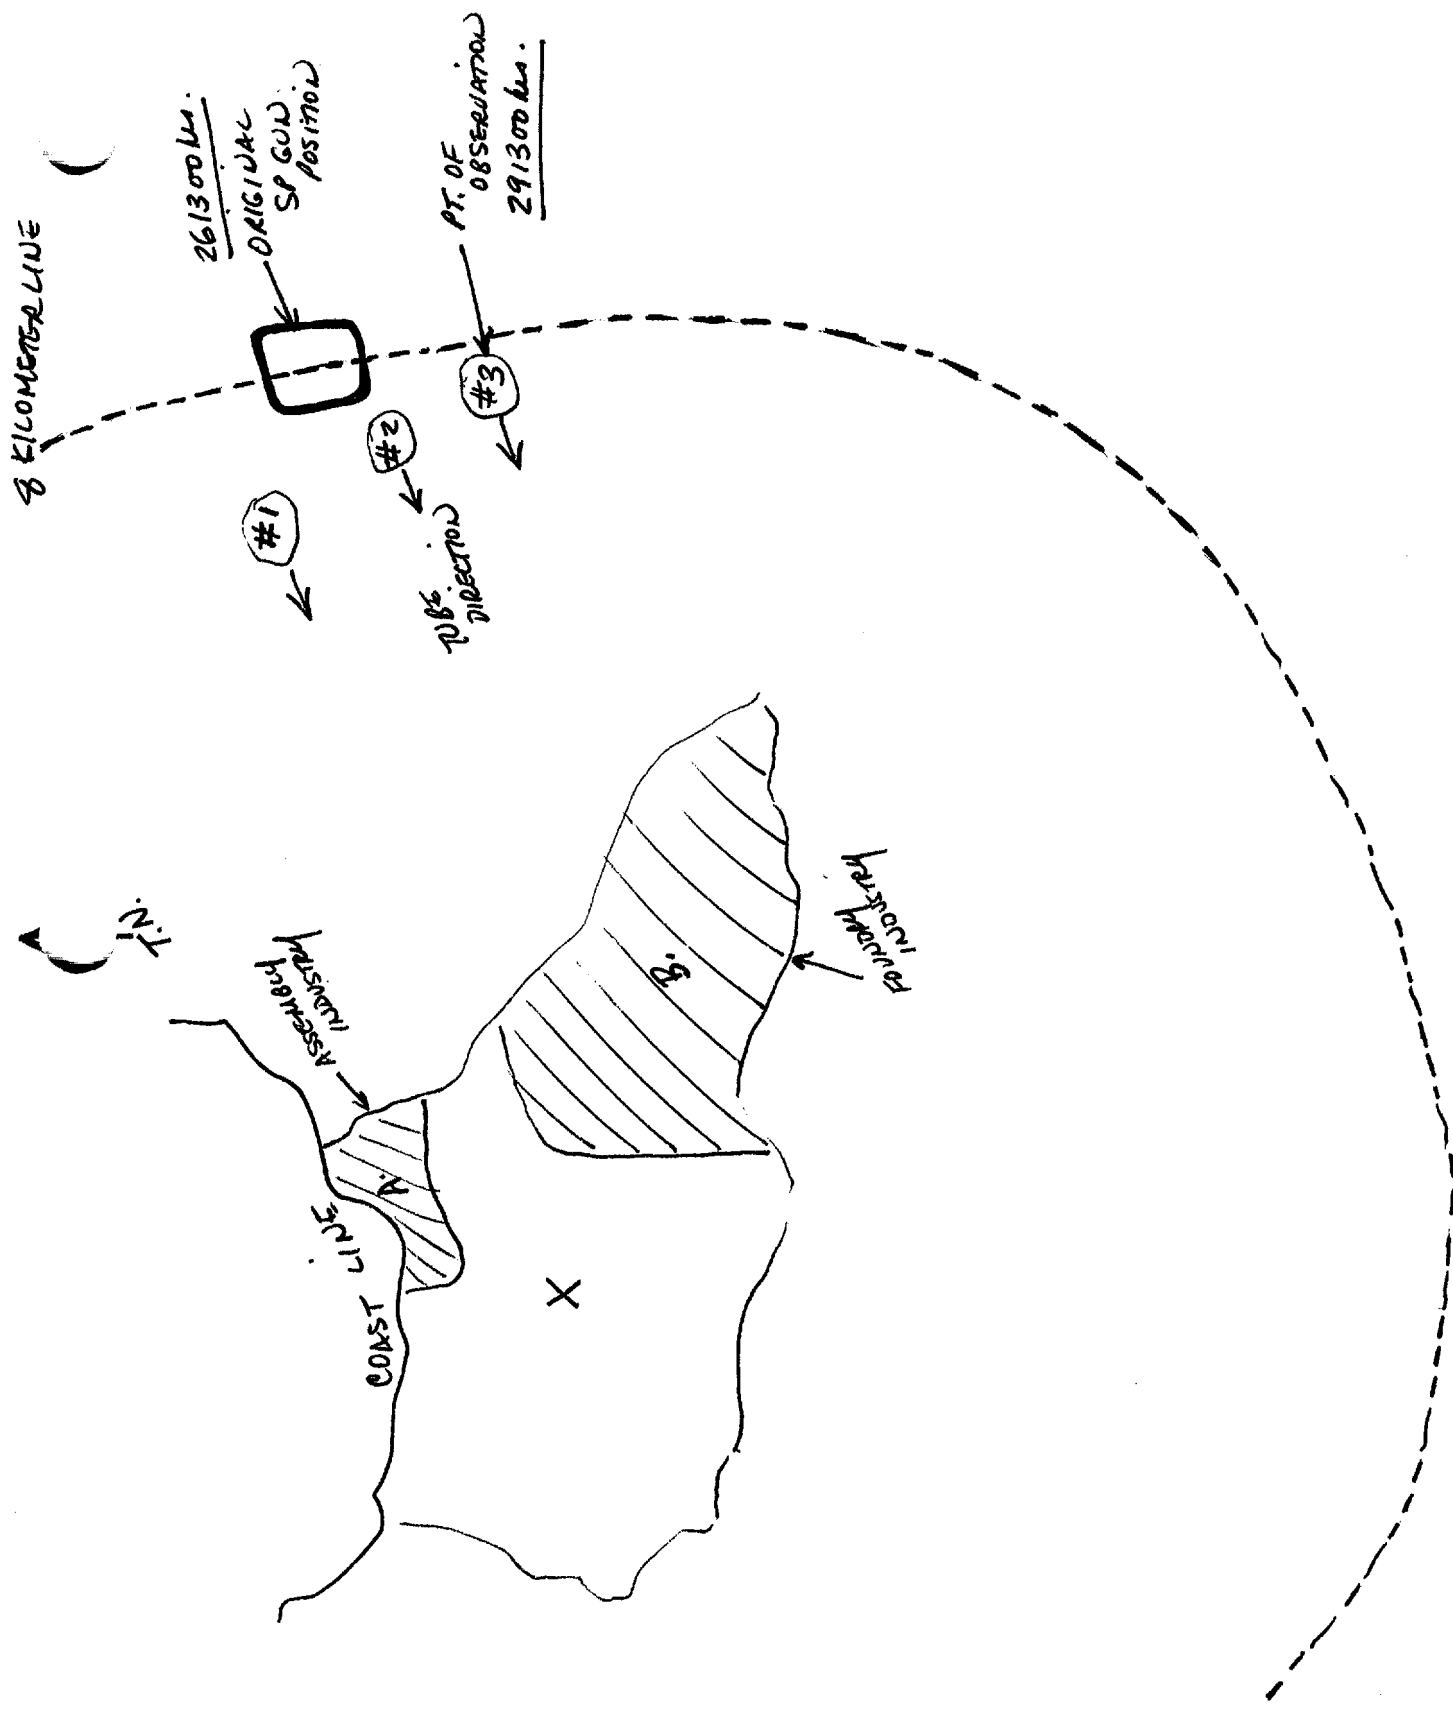 8 KILOMETER LINE
261300 hrs.
ORIGINAL
SP GUN
POSITION
PT. OF
OBSERVATION
291300 hrs.
#1
#2
#3
TUBE
DIRECTION
T.N.
ASSEMBLY
INDUSTRY
A.
COAST LINE
B.
FOUNDRY
INDUSTRY
X